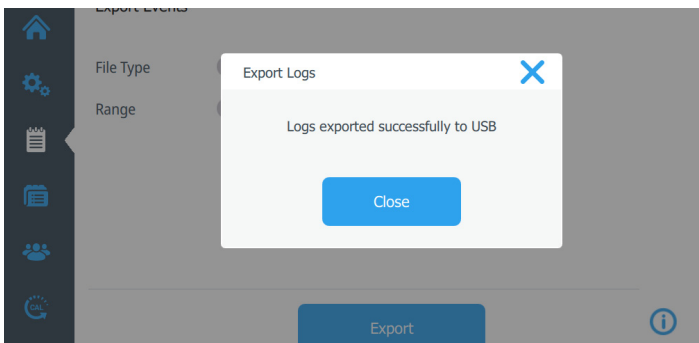 Export Events
File Type
Range
Export Logs
Logs exported successfully to USB
Close
CAL
Export